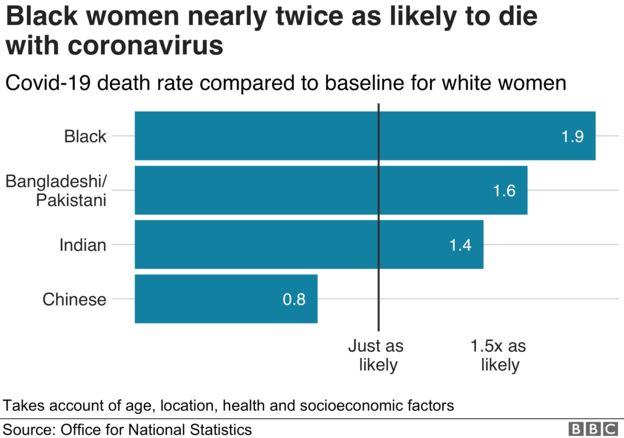 Black women nearly twice as likely to die
with coronavirus
Covid-19 death rate compared to baseline for white women
Black
1.9
Bangladeshi/
Pakistani
1.6
Indian
1.4
Chinese
0.8
Just as
likely
1.5x as
likely
Takes account of age, location, health and socioeconomic factors
Source: Office for National Statistics
BBC